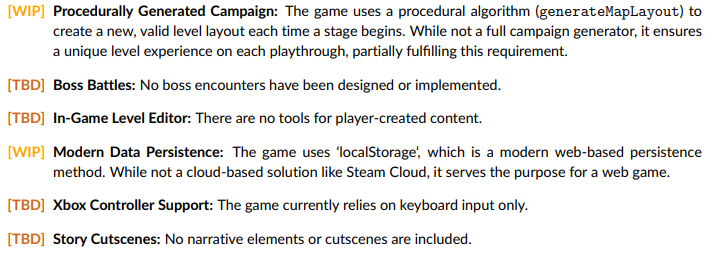 [WIP] Procedurally Generated Campaign: The game uses a procedural algorithm (generateMapLayout) to
create a new, valid level layout each time a stage begins. While not a full campaign generator, it ensures
a unique level experience on each playthrough, partially fulfilling this requirement.
[TBD] Boss Battles: No boss encounters have been designed or implemented.
[TBD] In-Game Level Editor: There are no tools for player-created content.
[WIP] Modern Data Persistence: The game uses ‘localStorage‘, which is a modern web-based persistence
method. While not a cloud-based solution like Steam Cloud, it serves the purpose for a web game.
[TBD] Xbox Controller Support: The game currently relies on keyboard input only.
[TBD] Story Cutscenes: No narrative elements or cutscenes are included.